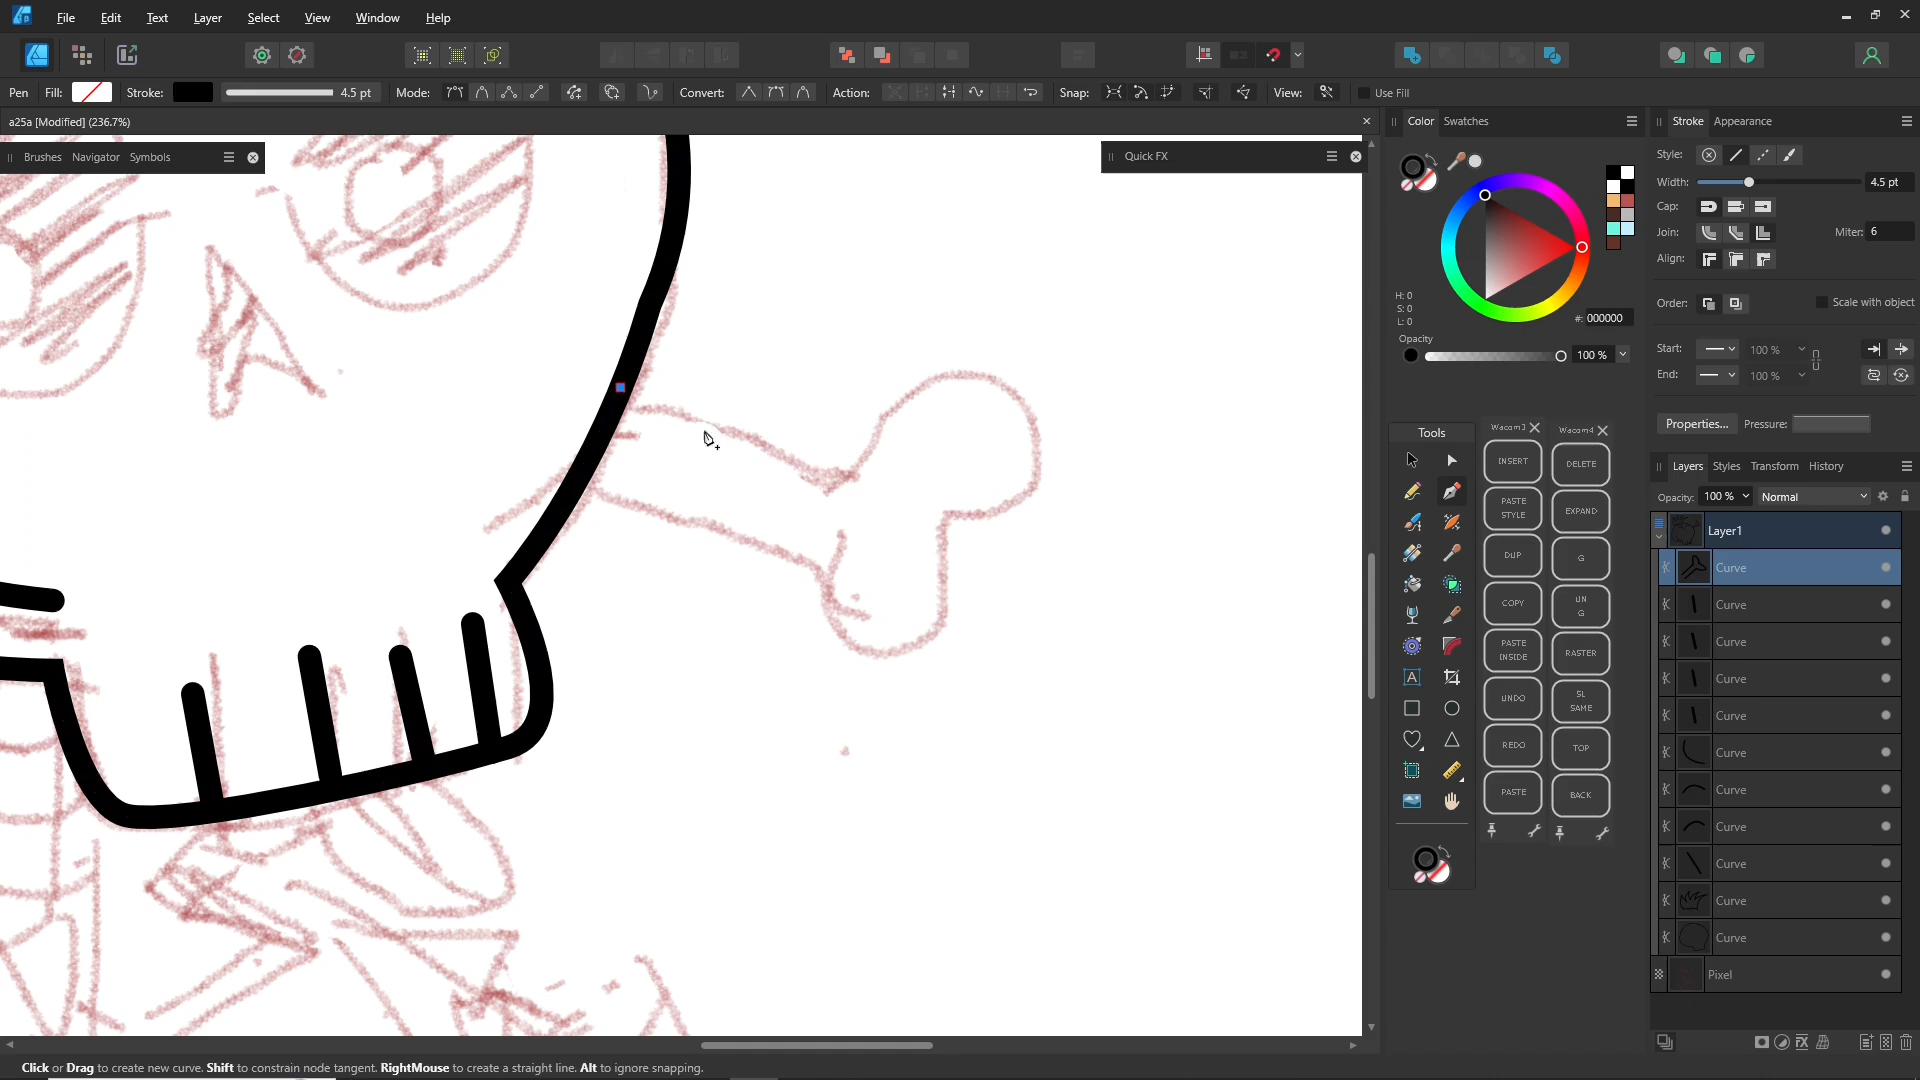 File Edit Text Layer Select View Window Help
Pen Fill: Stroke: 4.5 pt Mode: Convert: Action: Snap: View: Use Fill
a25a [Modified] (236.7%)
Brushes Navigator Symbols
Quick FX
Color Swatches
H: 0
S: 0
L: 0
#: 000000
Opacity
100 %
Stroke Appearance
Style:
Width: 4.5 pt
Cap:
Join: Miter: 6
Align:
Order: Scale with object
Start: 100 %
End: 100 %
Properties... Pressure:
Tools
Wacom3
INSERT
PASTE
STYLE
DUP
COPY
PASTE
INSIDE
UNDO
REDO
PASTE
Wacom4
DELETE
EXPAND
G
UN
G
RASTER
SL
SAME
TOP
BACK
Layers Styles Transform History
Opacity: 100 % Normal
Layer1
Curve
Curve
Curve
Curve
Curve
Curve
Curve
Curve
Curve
Curve
Curve
Pixel
Click or Drag to create new curve. Shift to constrain node tangent. RightMouse to create a straight line. Alt to ignore snapping.